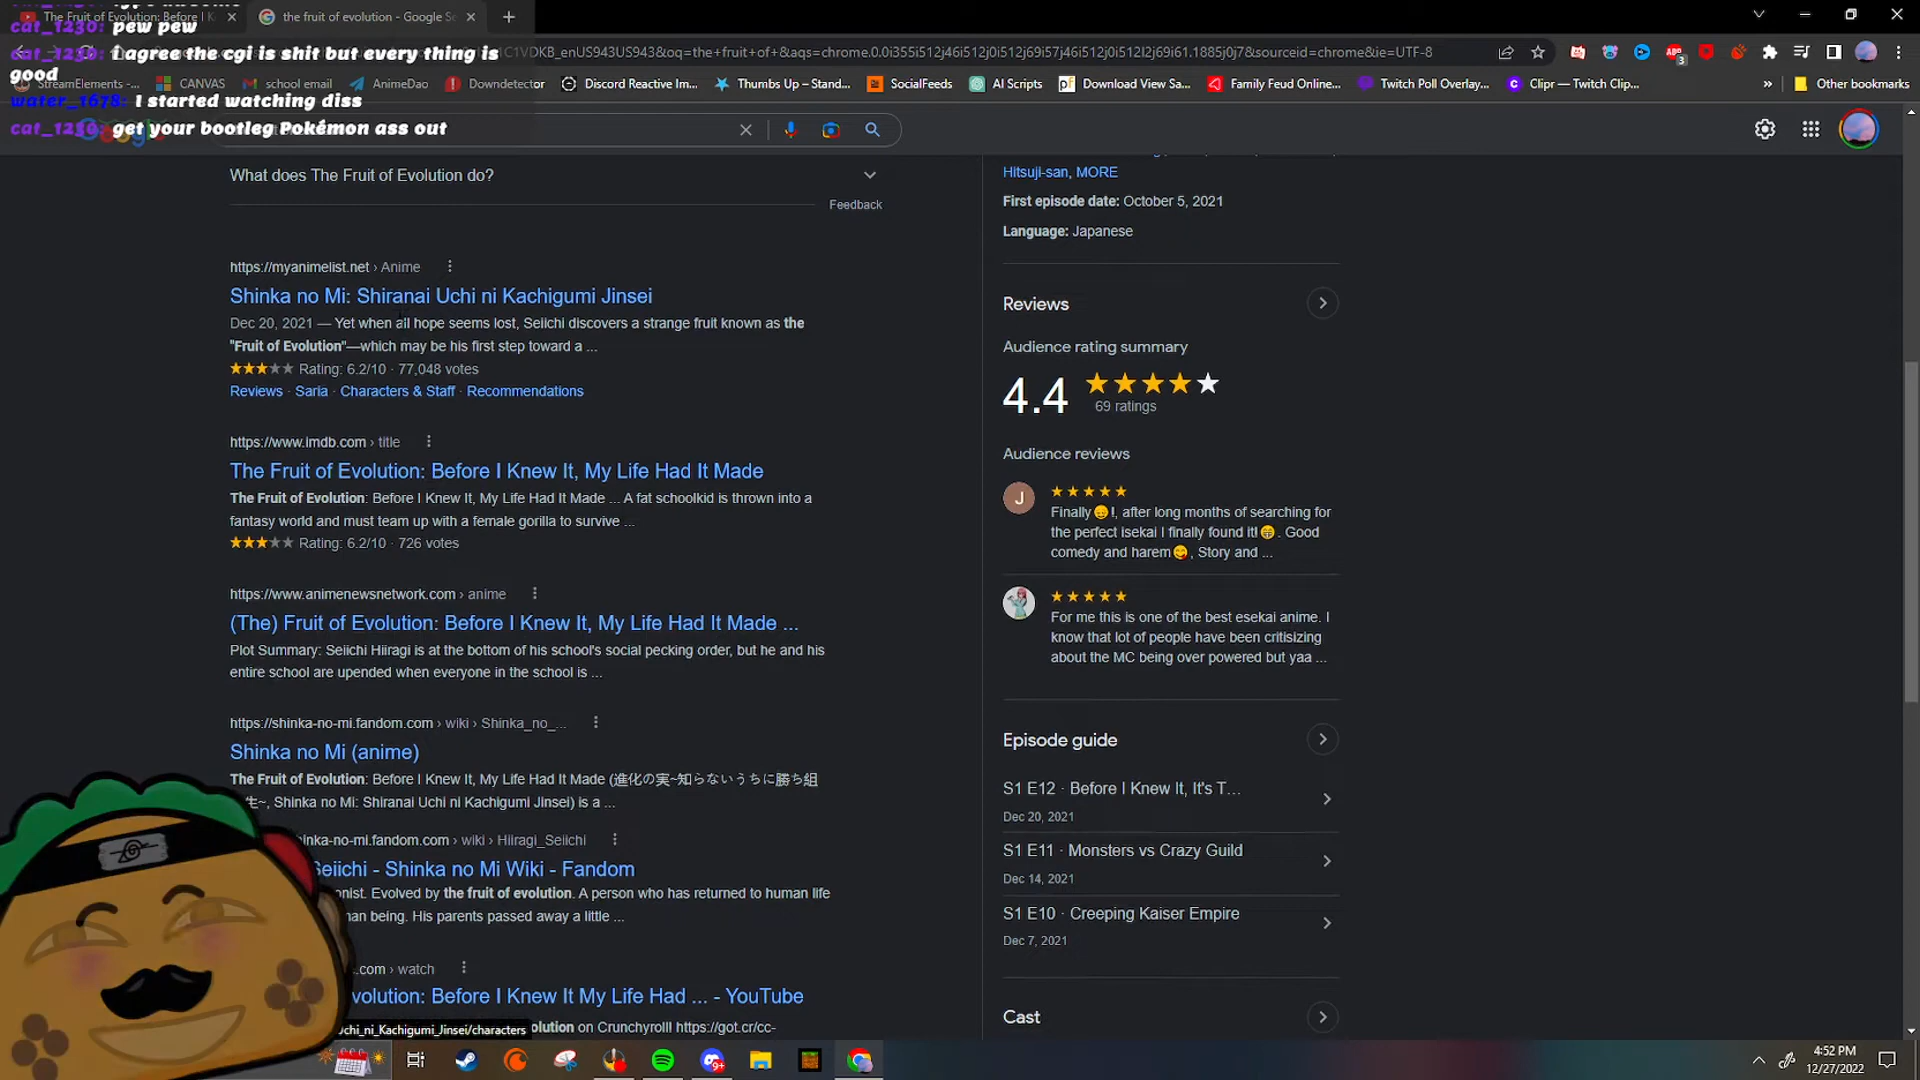 The Fruit of Evolution: Before I K
the fruit of evolution - Google Se
cat_1230: pew pew
cat_1230: I agree the cgi is shit but every thing is
good
C1VDKB_enUS943US943&oq=the+fruit+of+&aqs=chrome.0.0i355i512j46i512j0i512j69i57j46i512j0i512l2j69i61.1885j0j7&sourceid=chrome&ie=UTF-8
StreamElements -...
CANVAS
school email
AnimeDao
Downdetector
Discord Reactive Im...
Thumbs Up – Stand...
SocialFeeds
AI Scripts
Download View Sa...
Family Feud Online...
Twitch Poll Overlay...
Clipr — Twitch Clip...
»
Other bookmarks
water_1678: I started watching diss
cat_1230: get your bootleg Pokémon ass out
What does The Fruit of Evolution do?
Feedback
https://myanimelist.net › Anime
Shinka no Mi: Shiranai Uchi ni Kachigumi Jinsei
Dec 20, 2021 — Yet when all hope seems lost, Seiichi discovers a strange fruit known as the
"Fruit of Evolution"—which may be his first step toward a ...
Rating: 6.2/10 · 77,048 votes
Reviews · Saria · Characters & Staff · Recommendations
https://www.imdb.com › title
The Fruit of Evolution: Before I Knew It, My Life Had It Made
The Fruit of Evolution: Before I Knew It, My Life Had It Made ... A fat schoolkid is thrown into a
fantasy world and must team up with a female gorilla to survive ...
Rating: 6.2/10 · 726 votes
https://www.animenewsnetwork.com › anime
(The) Fruit of Evolution: Before I Knew It, My Life Had It Made ...
Plot Summary: Seiichi Hiiragi is at the bottom of his school's social pecking order, but he and his
entire school are upended when everyone in the school is ...
https://shinka-no-mi.fandom.com › wiki › Shinka_no_...
Shinka no Mi (anime)
The Fruit of Evolution: Before I Knew It, My Life Had It Made (進化の実~知らないうちに勝ち組
生~, Shinka no Mi: Shiranai Uchi ni Kachigumi Jinsei) is a ...
inka-no-mi.fandom.com › wiki › Hiiragi_Seiichi
Seiichi - Shinka no Mi Wiki - Fandom
onist. Evolved by the fruit of evolution. A person who has returned to human life
man being. His parents passed away a little ...
.com › watch
volution: Before I Knew It My Life Had ... - YouTube
olution on Crunchyroll! https://got.cr/cc-
Uchi_ni_Kachigumi_Jinsei/characters
Hitsuji-san, MORE
First episode date: October 5, 2021
Language: Japanese
Reviews
Audience rating summary
4.4
69 ratings
Audience reviews
J
Finally 😑!, after long months of searching for
the perfect isekai I finally found it!😁. Good
comedy and harem😋, Story and ...
For me this is one of the best esekai anime. I
know that lot of people have been critisizing
about the MC being over powered but yaa ...
Episode guide
S1 E12 · Before I Knew It, It's T...
Dec 20, 2021
S1 E11 · Monsters vs Crazy Guild
Dec 14, 2021
S1 E10 · Creeping Kaiser Empire
Dec 7, 2021
Cast
4:52 PM
12/27/2022